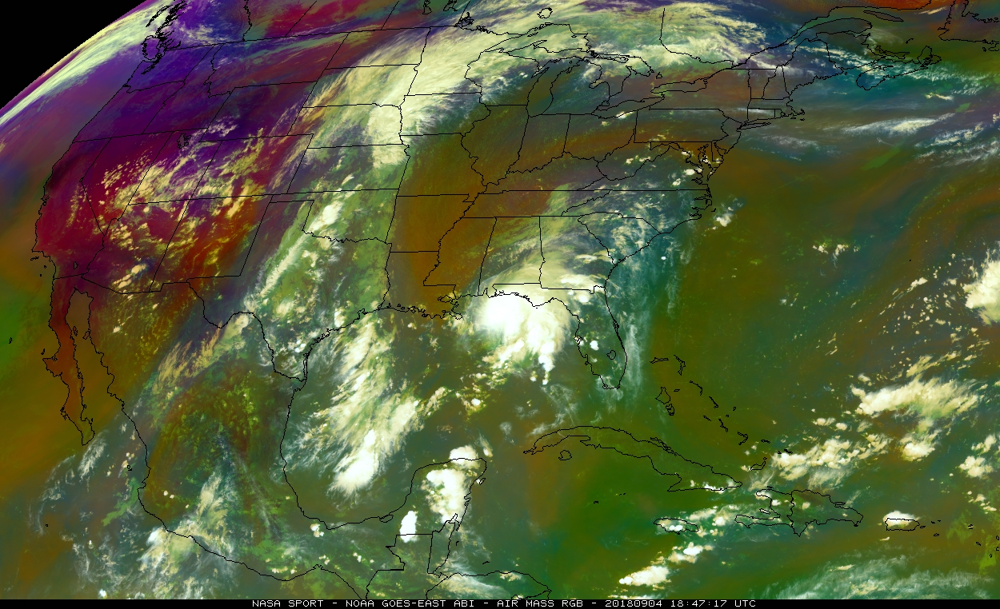 NASA SPORT - NOAA GOES-EAST ABI - AIR MASS RGB - 20180904 18:47:17 UTC